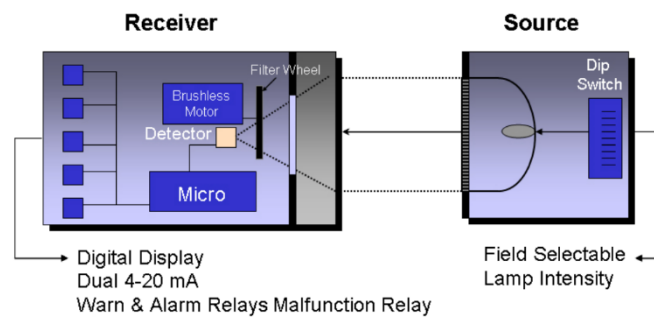 Receiver
Source
Filter Wheel
Brushless
Motor
Detector
Micro
Dip
Switch
Digital Display
Dual 4-20 mA
Warn & Alarm Relays Malfunction Relay
Field Selectable
Lamp Intensity